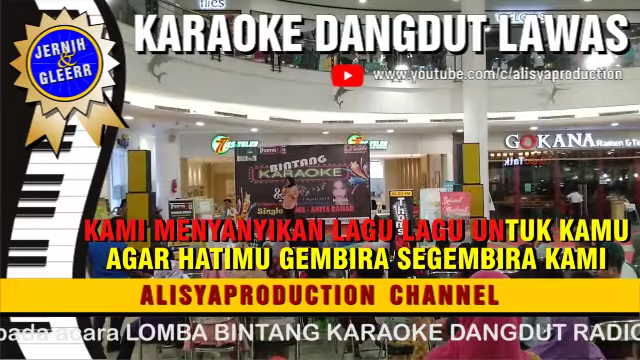 KARAOKE DANGDUT LAWAS
www.youtube.com/c/alisyaproduction
JERNIH
&
GLEERR
GOKANA
BINTANG
KARAOKE
Single
KAMI MENYANYIKAN LAGU LAGU UNTUK KAMU
AGAR HATIMU GEMBIRA SEGEMBIRA KAMI
ALISYAPRODUCTION CHANNEL
pada acara LOMBA BINTANG KARAOKE DANGDUT RADIO